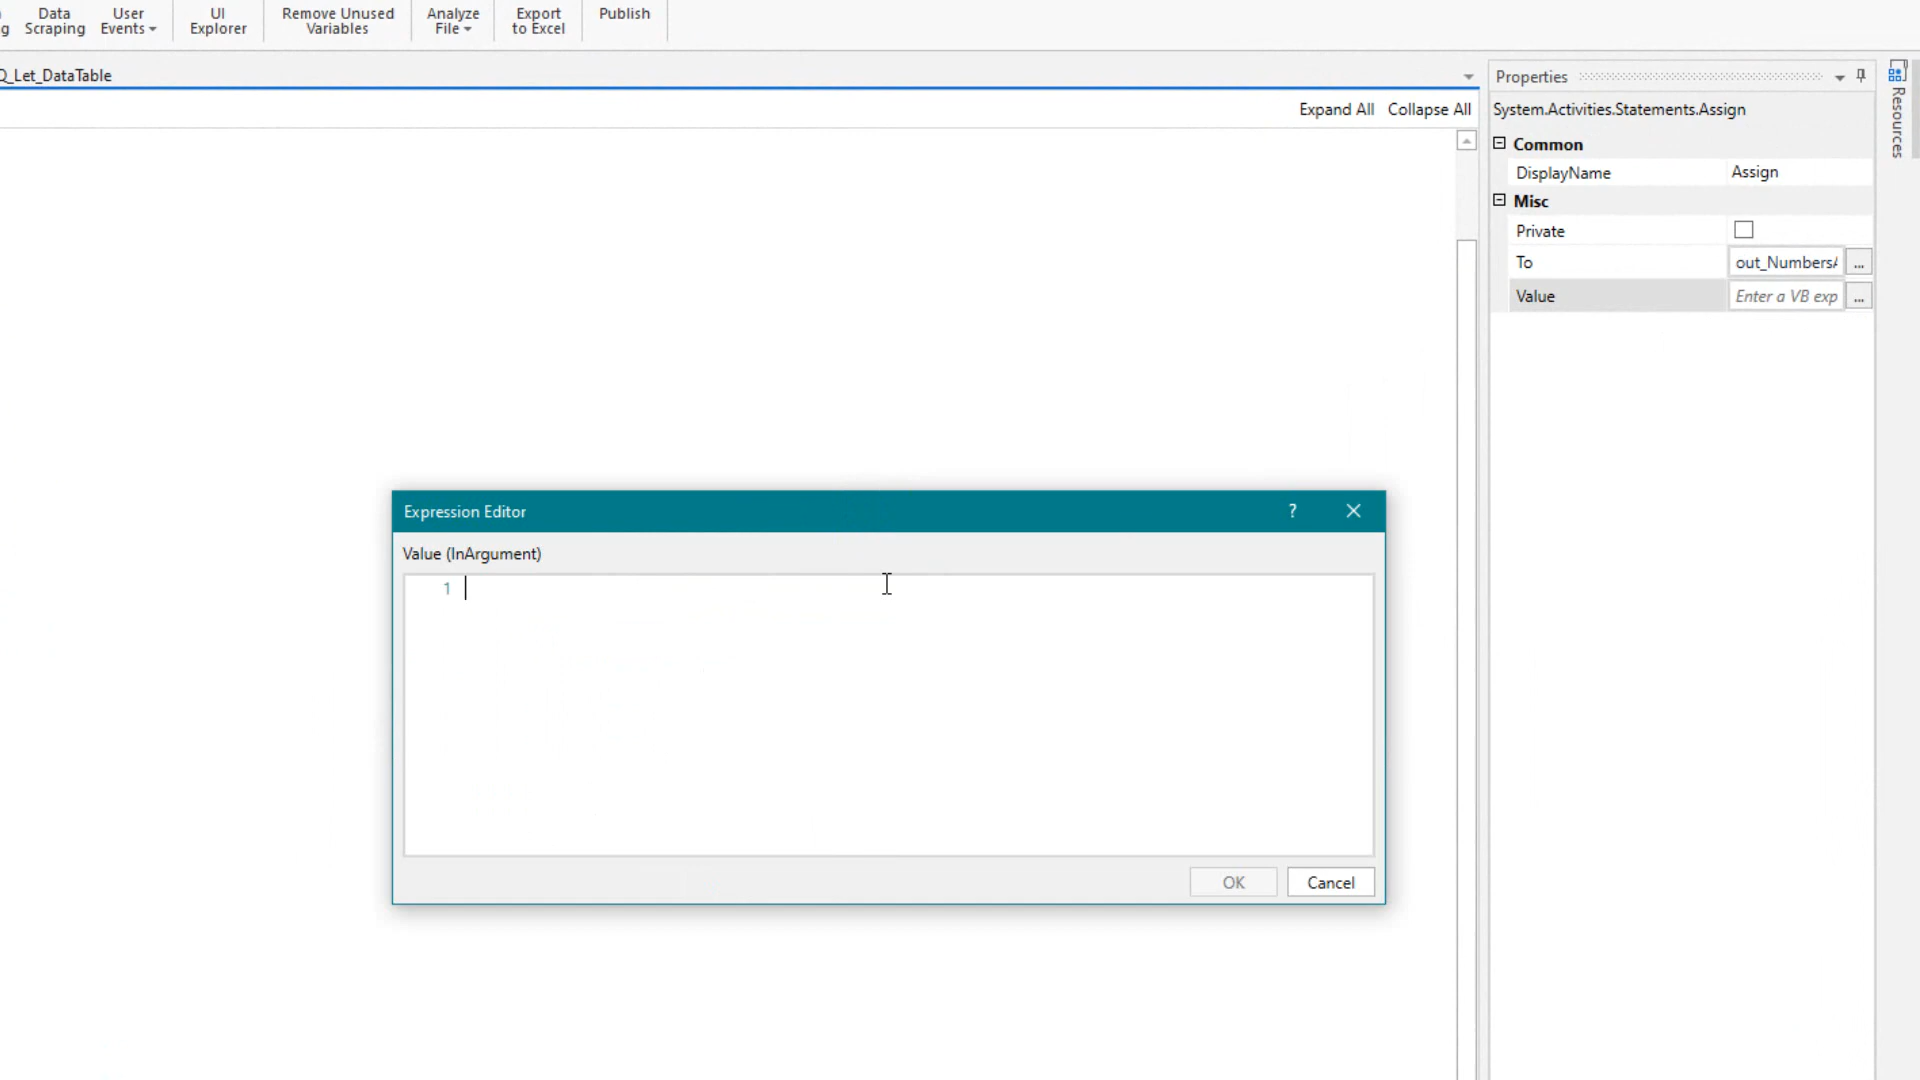 Data
Scraping
User
Events
UI
Explorer
Remove Unused
Variables
Analyze
File
Export
to Excel
Publish
g
Q_Let_DataTable
Expand All Collapse All
Properties
Resources
System.Activities.Statements.Assign
Common
DisplayName Assign
Misc
Private
To out_NumbersA ...
Value Enter a VB exp ...
Expression Editor ?
Value (InArgument)
1
OK Cancel